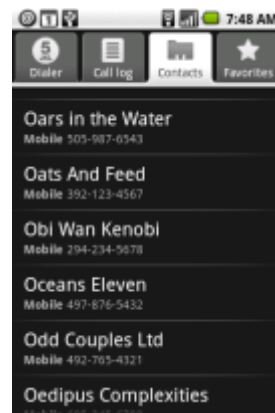 7:48 AM
Dialer Call log Contacts Favorites
Oars in the Water
Mobile 505-987-6543
Oats And Feed
Mobile 392-123-4567
Obi Wan Kenobi
Mobile 294-234-5678
Oceans Eleven
Mobile 497-876-5432
Odd Couples Ltd
Mobile 492-765-4321
Oedipus Complexities